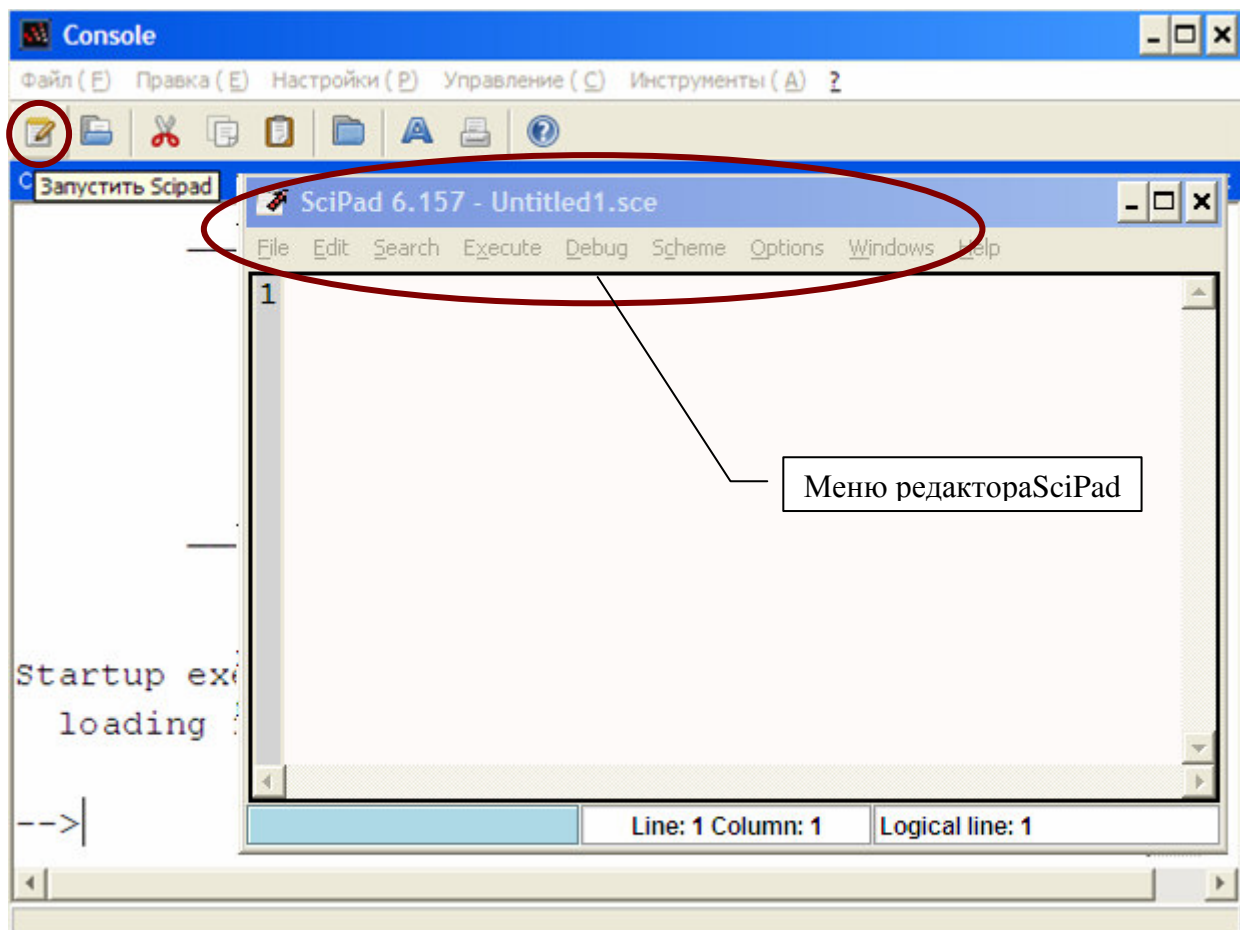 Console
Файл ( F) Правка ( E) Настройки ( P) Управление ( C) Инструменты ( A) ?
Запустить Scipad
SciPad 6.157 - Untitled1.sce
File Edit Search Execute Debug Scheme Options Windows Help
1
Меню редактораSciPad
Startup
loading
-->
Line: 1 Column: 1 Logical line: 1